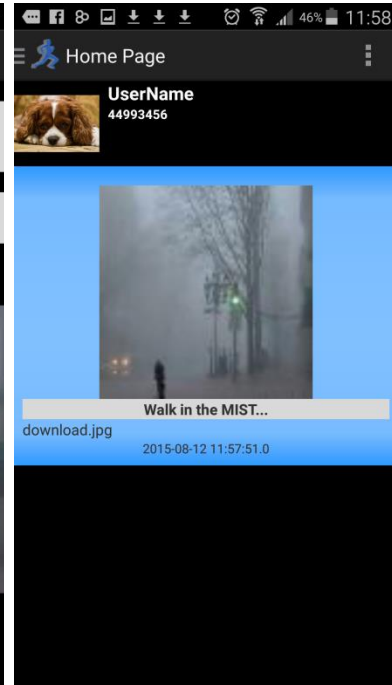 46% 11:58
Home Page
UserName
44993456
Walk in the MIST...
download.jpg
2015-08-12 11:57:51.0